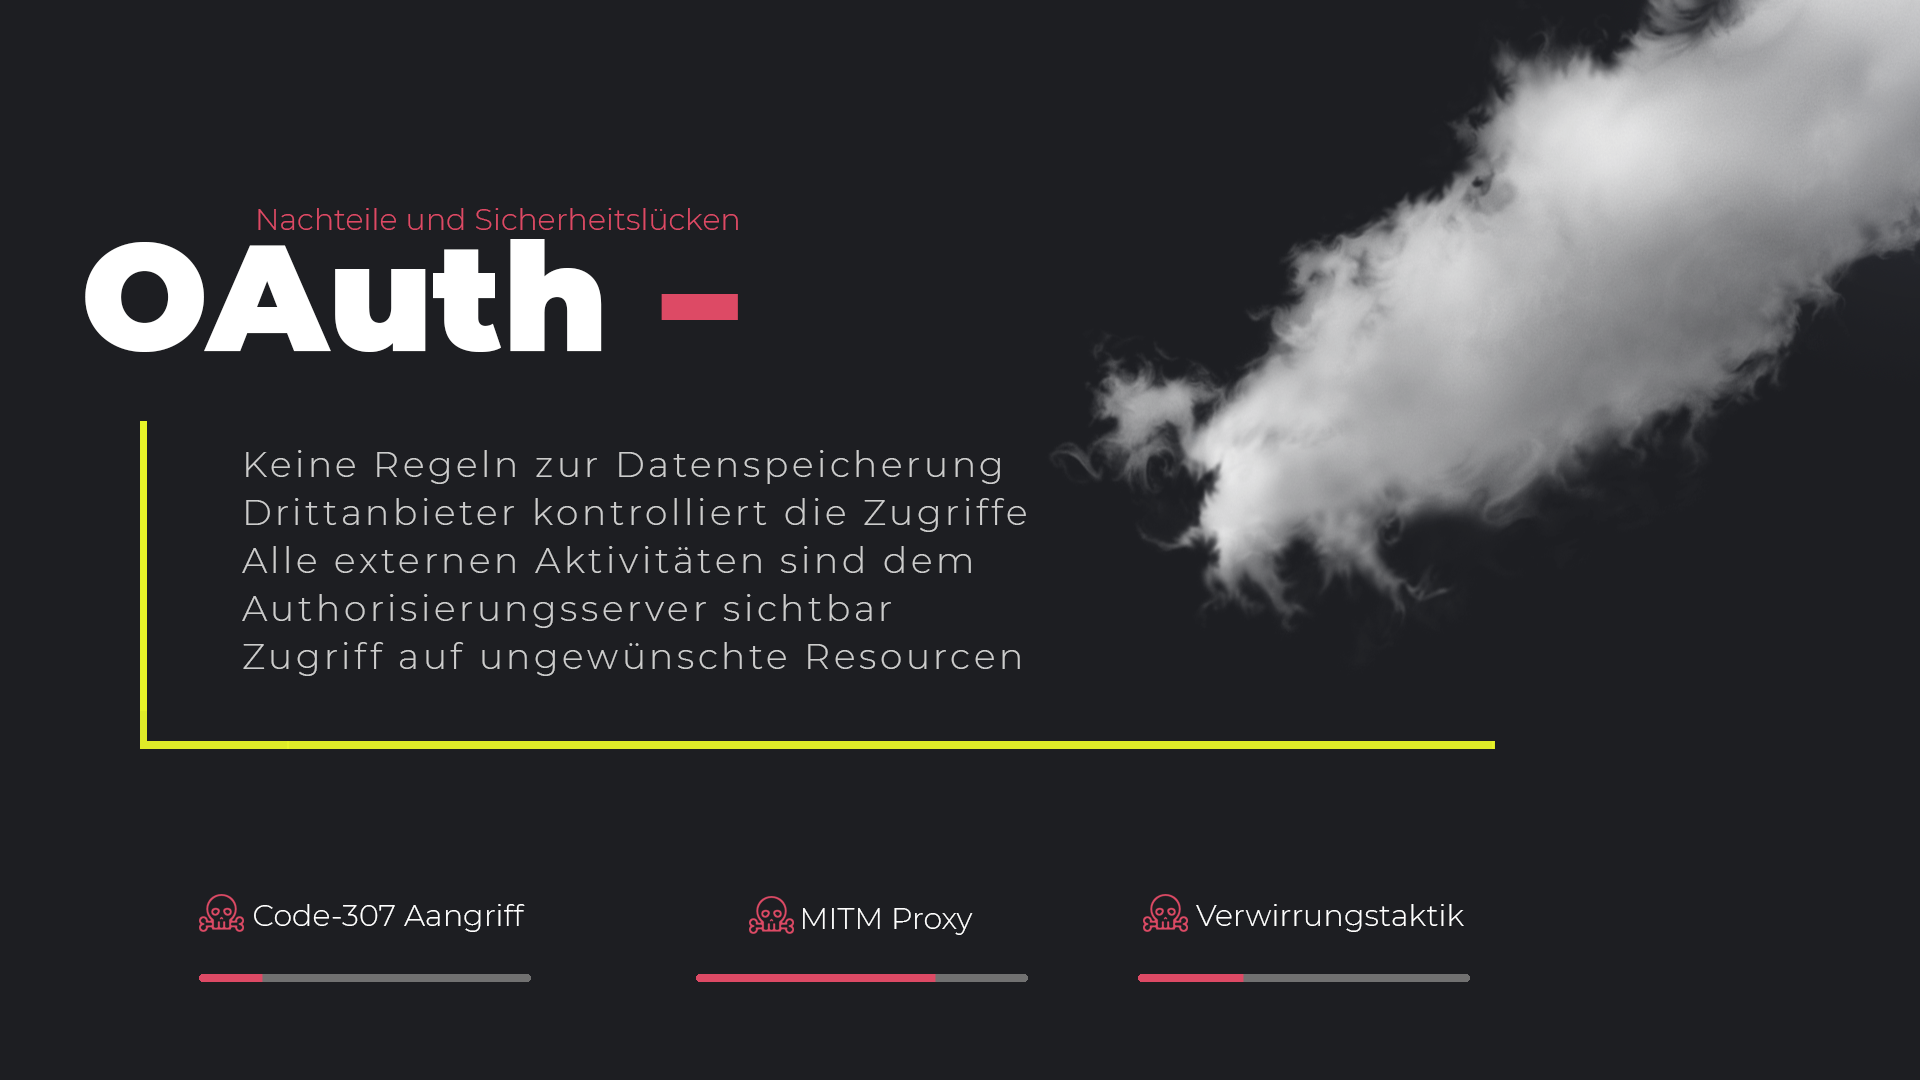 Nachteile und Sicherheitslücken
OAuth -
Keine Regeln zur Datenspeicherung
Drittanbieter kontrolliert die Zugriffe
Alle externen Aktivitäten sind dem
Authorisierungsserver sichtbar
Zugriff auf ungewünschte Resourcen
Code-307 Aangriff
MITM Proxy
Verwirrungstaktik